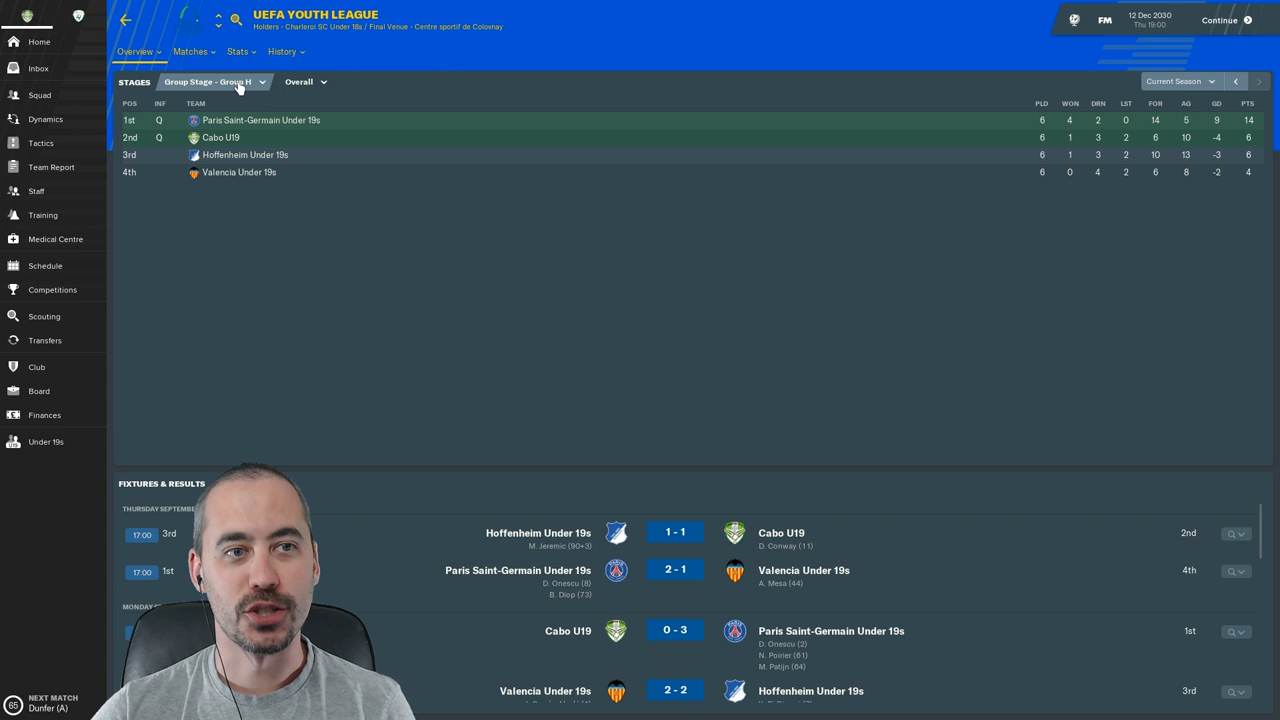 UEFA YOUTH LEAGUE
Holders - Charleroi SC Under 18s / Final Venue - Centre sportif de Colovnay
FM
12 Dec 2030
Thu 19:00
Continue
Overview
Matches
Stats
History
Home
Inbox
Squad
Dynamics
Tactics
Team Report
Staff
Training
Medical Centre
Schedule
Competitions
Scouting
Transfers
Club
Board
Finances
Under 19s
STAGES
Group Stage - Group H
Overall
Current Season
POS INF TEAM PLD WON DRN LST FOR AG GD PTS
1st Q Paris Saint-Germain Under 19s 6 4 2 0 14 5 9 14
2nd Q Cabo U19 6 1 3 2 6 10 -4 6
3rd Hoffenheim Under 19s 6 1 3 2 10 13 -3 6
4th Valencia Under 19s 6 0 4 2 6 8 -2 4
FIXTURES & RESULTS
THURSDAY SEPTEMBE
17:00 3rd Hoffenheim Under 19s 1 - 1 Cabo U19 2nd
M. Jeremic (90+3) D. Conway (11)
17:00 1st Paris Saint-Germain Under 19s 2 - 1 Valencia Under 19s 4th
D. Onescu (8) A. Mesa (44)
B. Diop (73)
MONDAY
Cabo U19 0 - 3 Paris Saint-Germain Under 19s 1st
D. Onescu (2)
N. Poirier (61)
M. Patijn (64)
Valencia Under 19s 2 - 2 Hoffenheim Under 19s 3rd
65
NEXT MATCH
Dunfer (A)